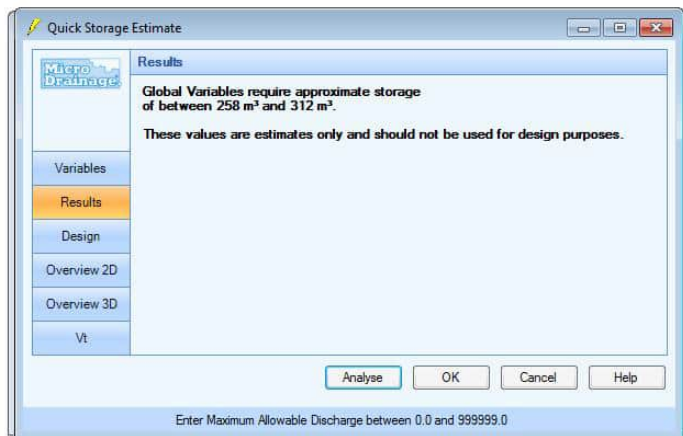 Quick Storage Estimate
Micro
Drainage
Results
Global Variables require approximate storage
of between 258 m³ and 312 m³.
These values are estimates only and should not be used for design purposes.
Variables
Results
Design
Overview 2D
Overview 3D
Vt
Analyse
OK
Cancel
Help
Enter Maximum Allowable Discharge between 0.0 and 999999.0